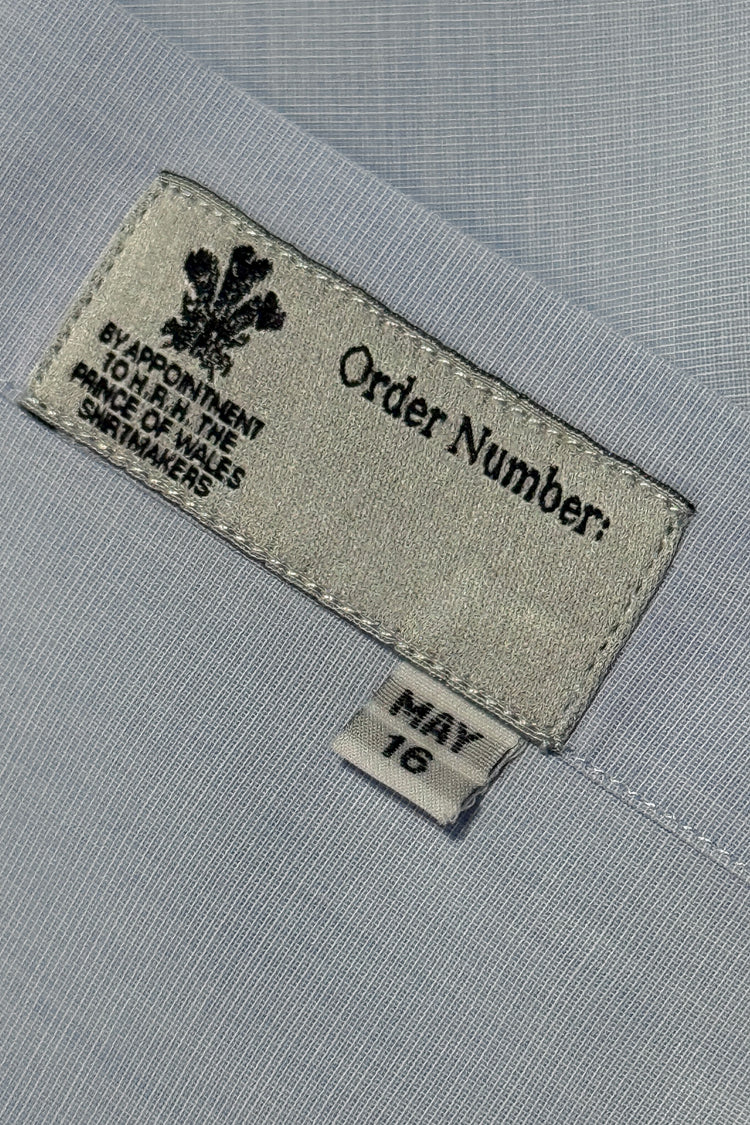 BY APPOINTMENT
TO H.R.H. THE
PRINCE OF WALES
SHIRTMAKERS
Order Number:
MAY
16